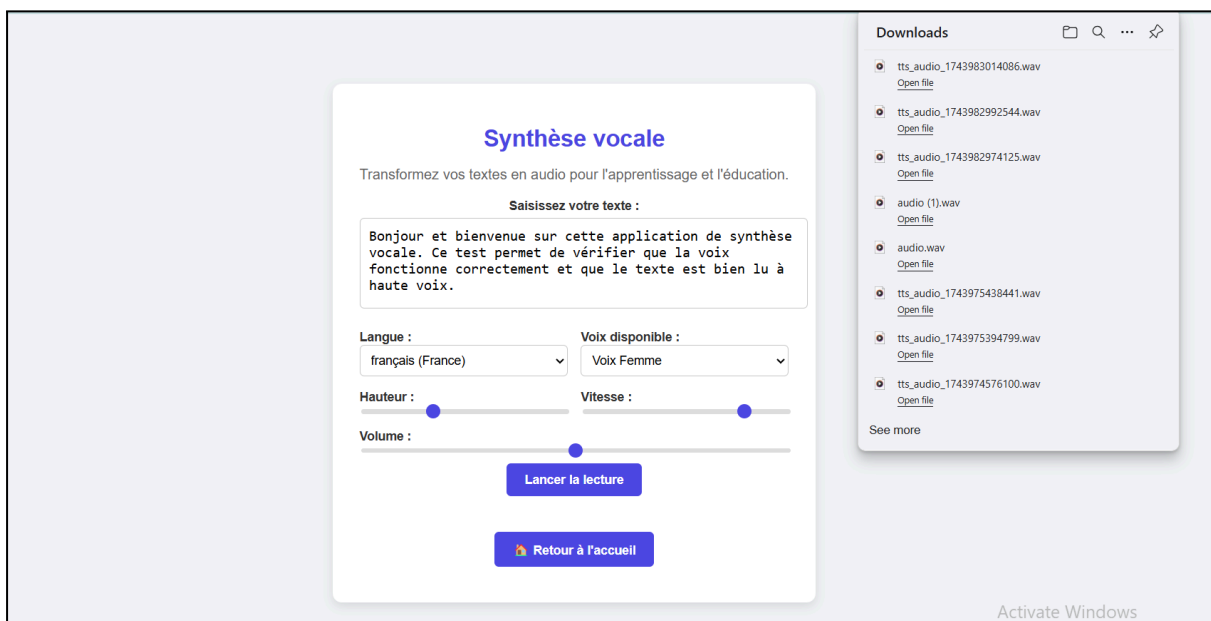 Synthèse vocale
Transformez vos textes en audio pour l'apprentissage et l'éducation.
Saisissez votre texte :
Bonjour et bienvenue sur cette application de synthèse
vocale. Ce test permet de vérifier que la voix
fonctionne correctement et que le texte est bien lu à
haute voix.
Langue :
français (France)
Voix disponible :
Voix Femme
Hauteur :
Vitesse :
Volume :
Lancer la lecture
Retour à l'accueil
Downloads
tts_audio_1743983014086.wav
Open file
tts_audio_1743982992544.wav
Open file
tts_audio_1743982974125.wav
Open file
audio (1).wav
Open file
audio.wav
Open file
tts_audio_1743975438441.wav
Open file
tts_audio_1743975394799.wav
Open file
tts_audio_1743974576100.wav
Open file
See more
Activate Windows